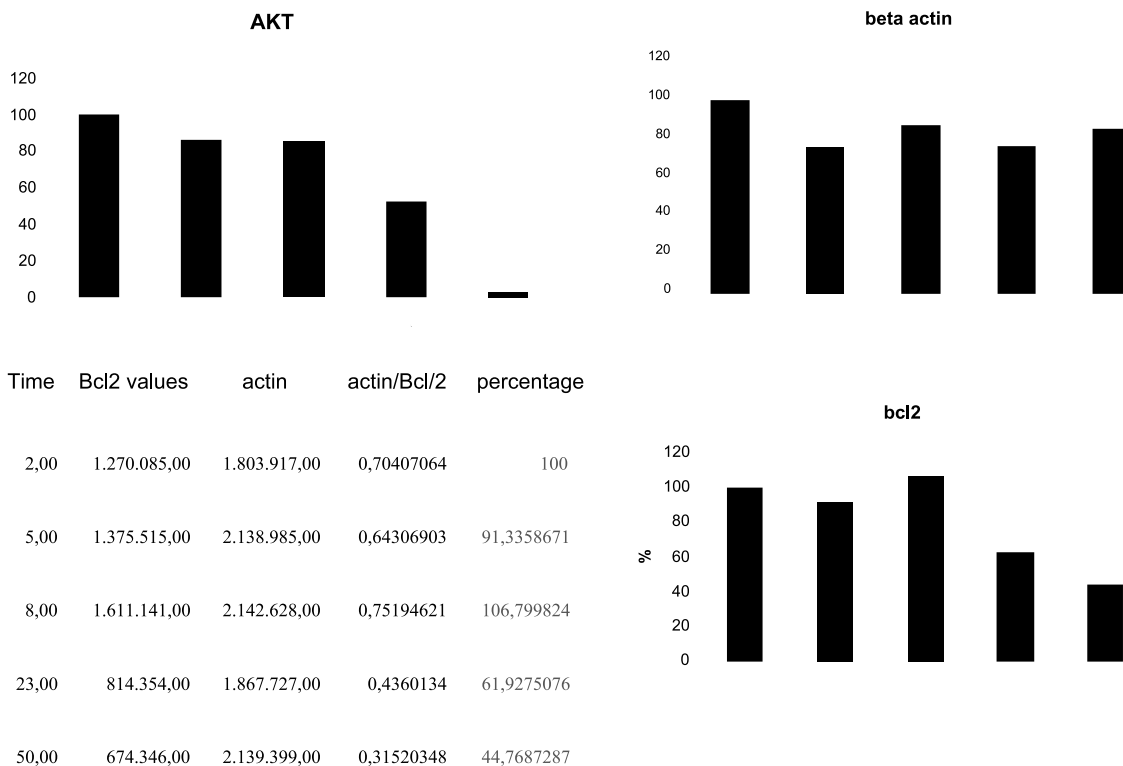 AKT
120
100
80
60
40
20
0
beta actin
120
100
80
60
40
20
0
Time Bcl2 values actin actin/Bcl/2 percentage
2,00 1.270.085,00 1.803.917,00 0,70407064 100
5,00 1.375.515,00 2.138.985,00 0,64306903 91,3358671
8,00 1.611.141,00 2.142.628,00 0,75194621 106,799824
23,00 814.354,00 1.867.727,00 0,4360134 61,9275076
50,00 674.346,00 2.139.399,00 0,31520348 44,7687287
bcl2
120
100
80
60
40
20
0
%